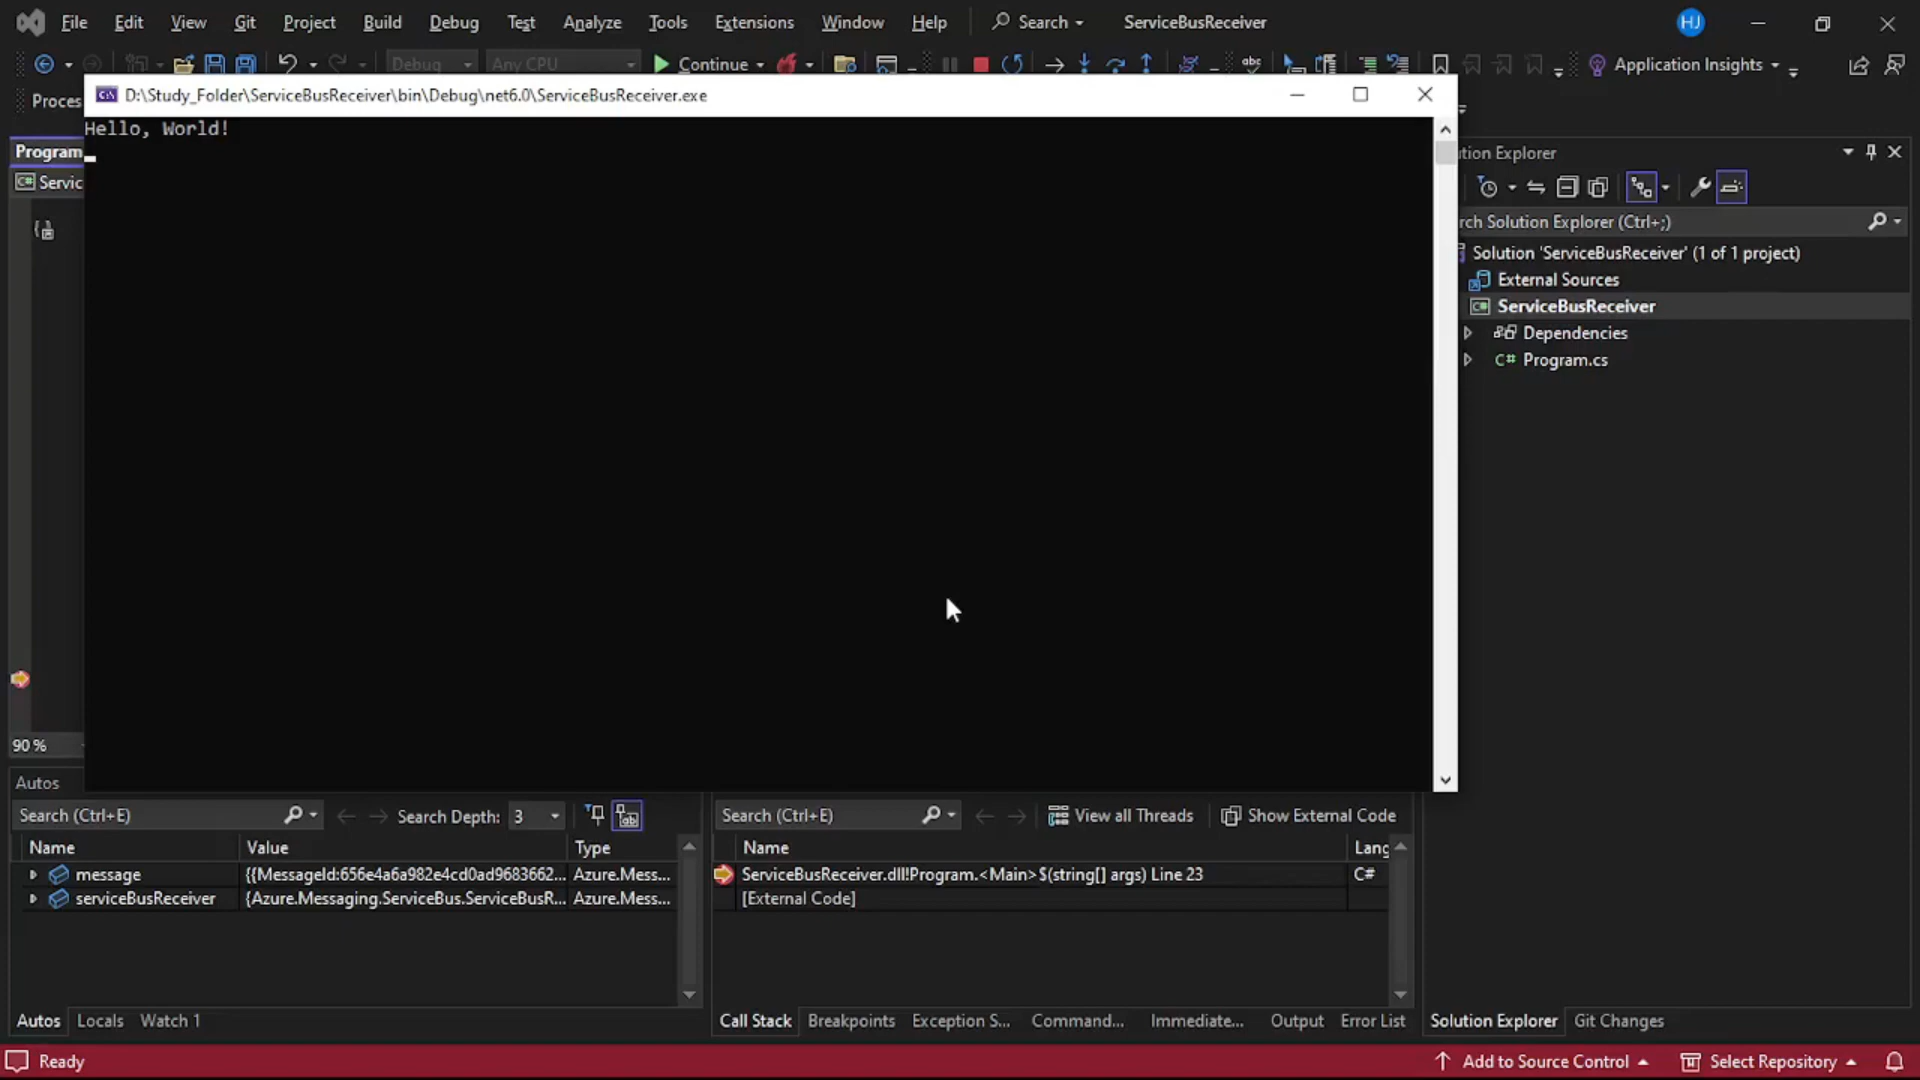 File Edit View Git Project Build Debug Test Analyze Tools Extensions Window Help Search ServiceBusReceiver HJ
Debug Any CPU Continue Application Insights
Proces
D:\Study_Folder\ServiceBusReceiver\bin\Debug\net6.0\ServiceBusReceiver.exe
Hello, World!
Program
Servic
ution Explorer
rch Solution Explorer (Ctrl+;)
Solution 'ServiceBusReceiver' (1 of 1 project)
External Sources
ServiceBusReceiver
Dependencies
C# Program.cs
90 %
Autos
Search (Ctrl+E) Search Depth: 3
Name Value Type
message {{MessageId:656e4a6a982e4cd0ad9683662... Azure.Mess...
serviceBusReceiver {Azure.Messaging.ServiceBus.ServiceBusR... Azure.Mess...
Autos Locals Watch 1
Search (Ctrl+E) View all Threads Show External Code
Name Lang
ServiceBusReceiver.dll!Program.<Main>$(string[] args) Line 23 C#
[External Code]
Call Stack Breakpoints Exception S... Command... Immediate... Output Error List
Solution Explorer Git Changes
Ready Add to Source Control Select Repository